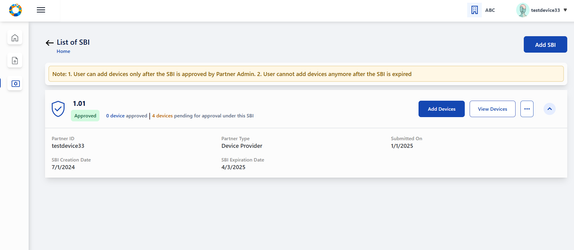 ABC
testdevice33
List of SBI
Home
Add SBI
Note: 1. User can add devices only after the SBI is approved by Partner Admin. 2. User cannot add devices anymore after the SBI is expired
1.01
Approved
0 device approved | 4 devices pending for approval under this SBI
Add Devices
View Devices
Partner ID
testdevice33
Partner Type
Device Provider
Submitted On
1/1/2025
SBI Creation Date
7/1/2024
SBI Expiration Date
4/3/2025